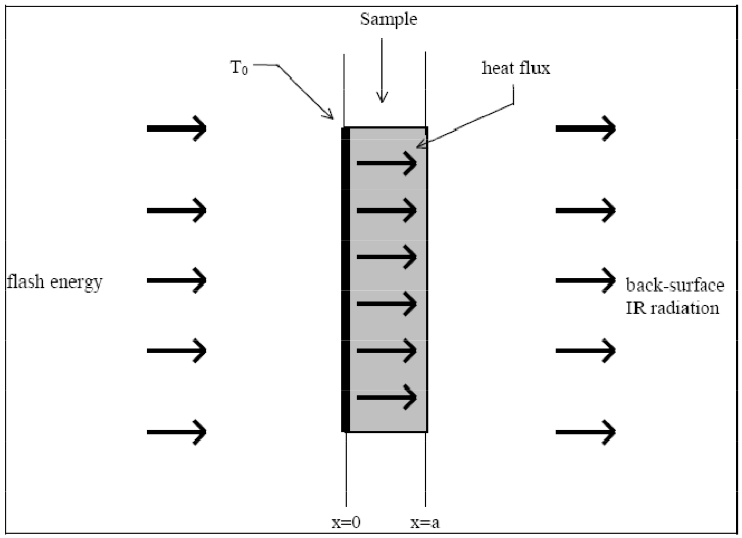 Sample
T₀
heat flux
flash energy
back-surface
IR radiation
x=0
x=a